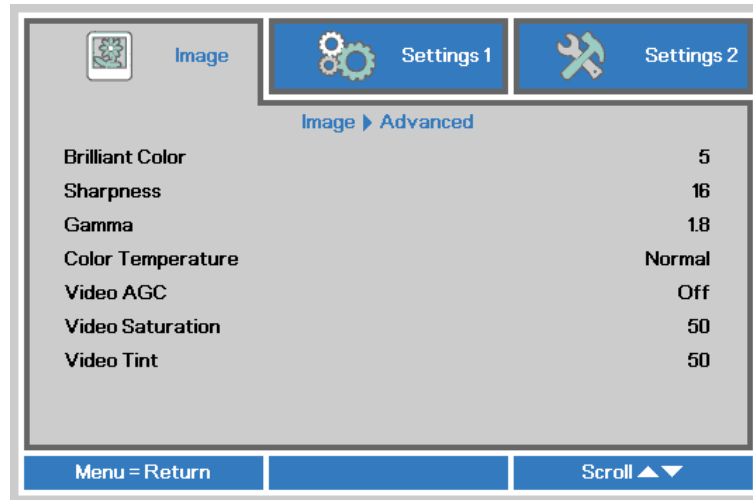 Image
Settings 1
Settings 2
Image ▶ Advanced
Brilliant Color 5
Sharpness 16
Gamma 1.8
Color Temperature Normal
Video AGC Off
Video Saturation 50
Video Tint 50
Menu = Return
Scroll ▲▼